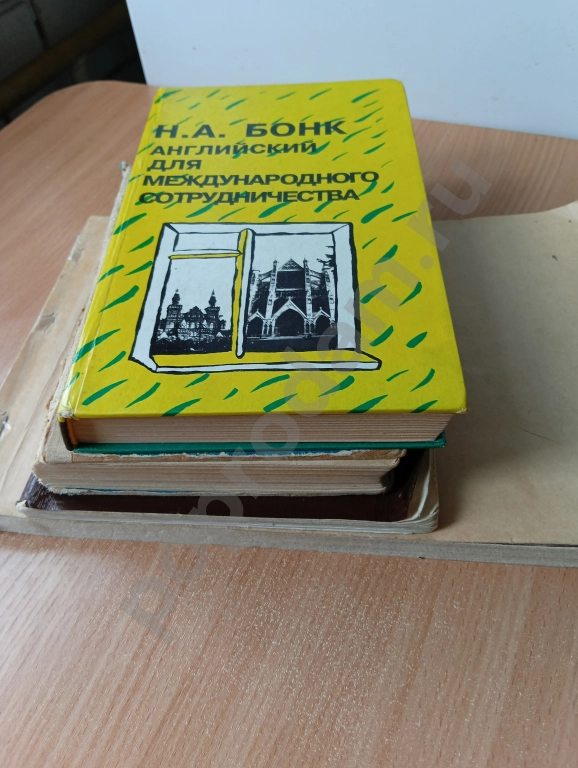 Н.А. БОНК
АНГЛИЙСКИЙ
ДЛЯ
МЕЖДУНАРОДНОГО
СОТРУДНИЧЕСТВА